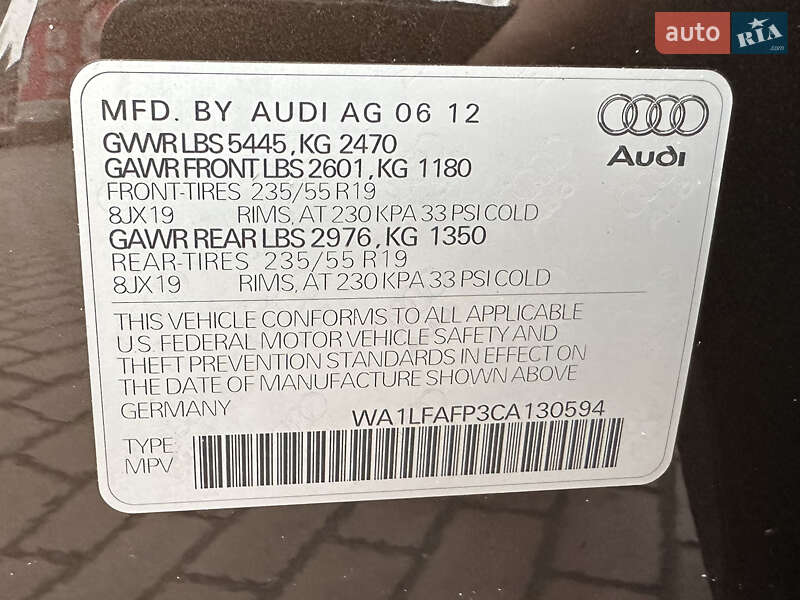 auto RIA
.com
MFD. BY AUDI AG 06 12
GVWR LBS 5445, KG 2470
GAWR FRONT LBS 2601, KG 1180
FRONT-TIRES 235/55 R19
8JX19 RIMS, AT 230 KPA 33 PSI COLD
GAWR REAR LBS 2976, KG 1350
REAR-TIRES 235/55 R19
8JX19 RIMS, AT 230 KPA 33 PSI COLD
Audi
THIS VEHICLE CONFORMS TO ALL APPLICABLE
U.S. FEDERAL MOTOR VEHICLE SAFETY AND
THEFT PREVENTION STANDARDS IN EFFECT ON
THE DATE OF MANUFACTURE SHOWN ABOVE
GERMANY WA1LFAFP3CA130594
TYPE:
MPV